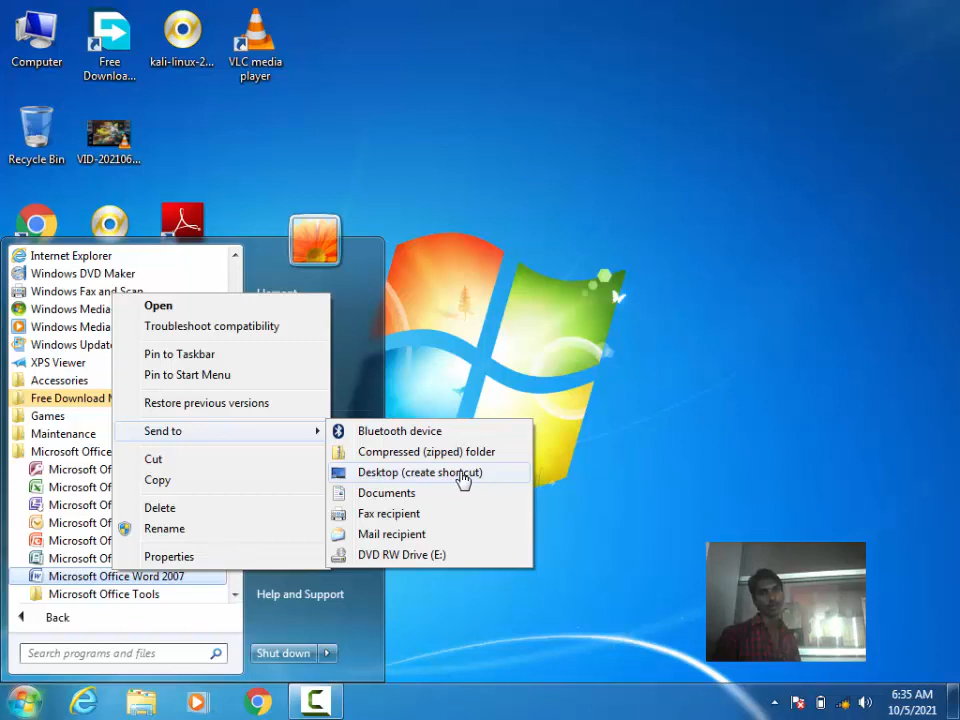 Computer
Free
Downloa...
kali-linux-2...
VLC media
player
Recycle Bin
VID-202106...
Internet Explorer
Windows DVD Maker
Windows Fax and Scan
Windows Media
Windows Media
Windows Updat
XPS Viewer
Accessories
Free Download M
Games
Maintenance
Microsoft Office
Microsoft Of
Microsoft Of
Microsoft Of
Microsoft Of
Microsoft Of
Microsoft Of
Microsoft Office Word 2007
Microsoft Office Tools
Back
Search programs and files
Open
Troubleshoot compatibility
Pin to Taskbar
Pin to Start Menu
Restore previous versions
Send to
Cut
Copy
Delete
Rename
Properties
Bluetooth device
Compressed (zipped) folder
Desktop (create shortcut)
Documents
Fax recipient
Mail recipient
DVD RW Drive (E:)
Help and Support
Shut down
6:35 AM
10/5/2021